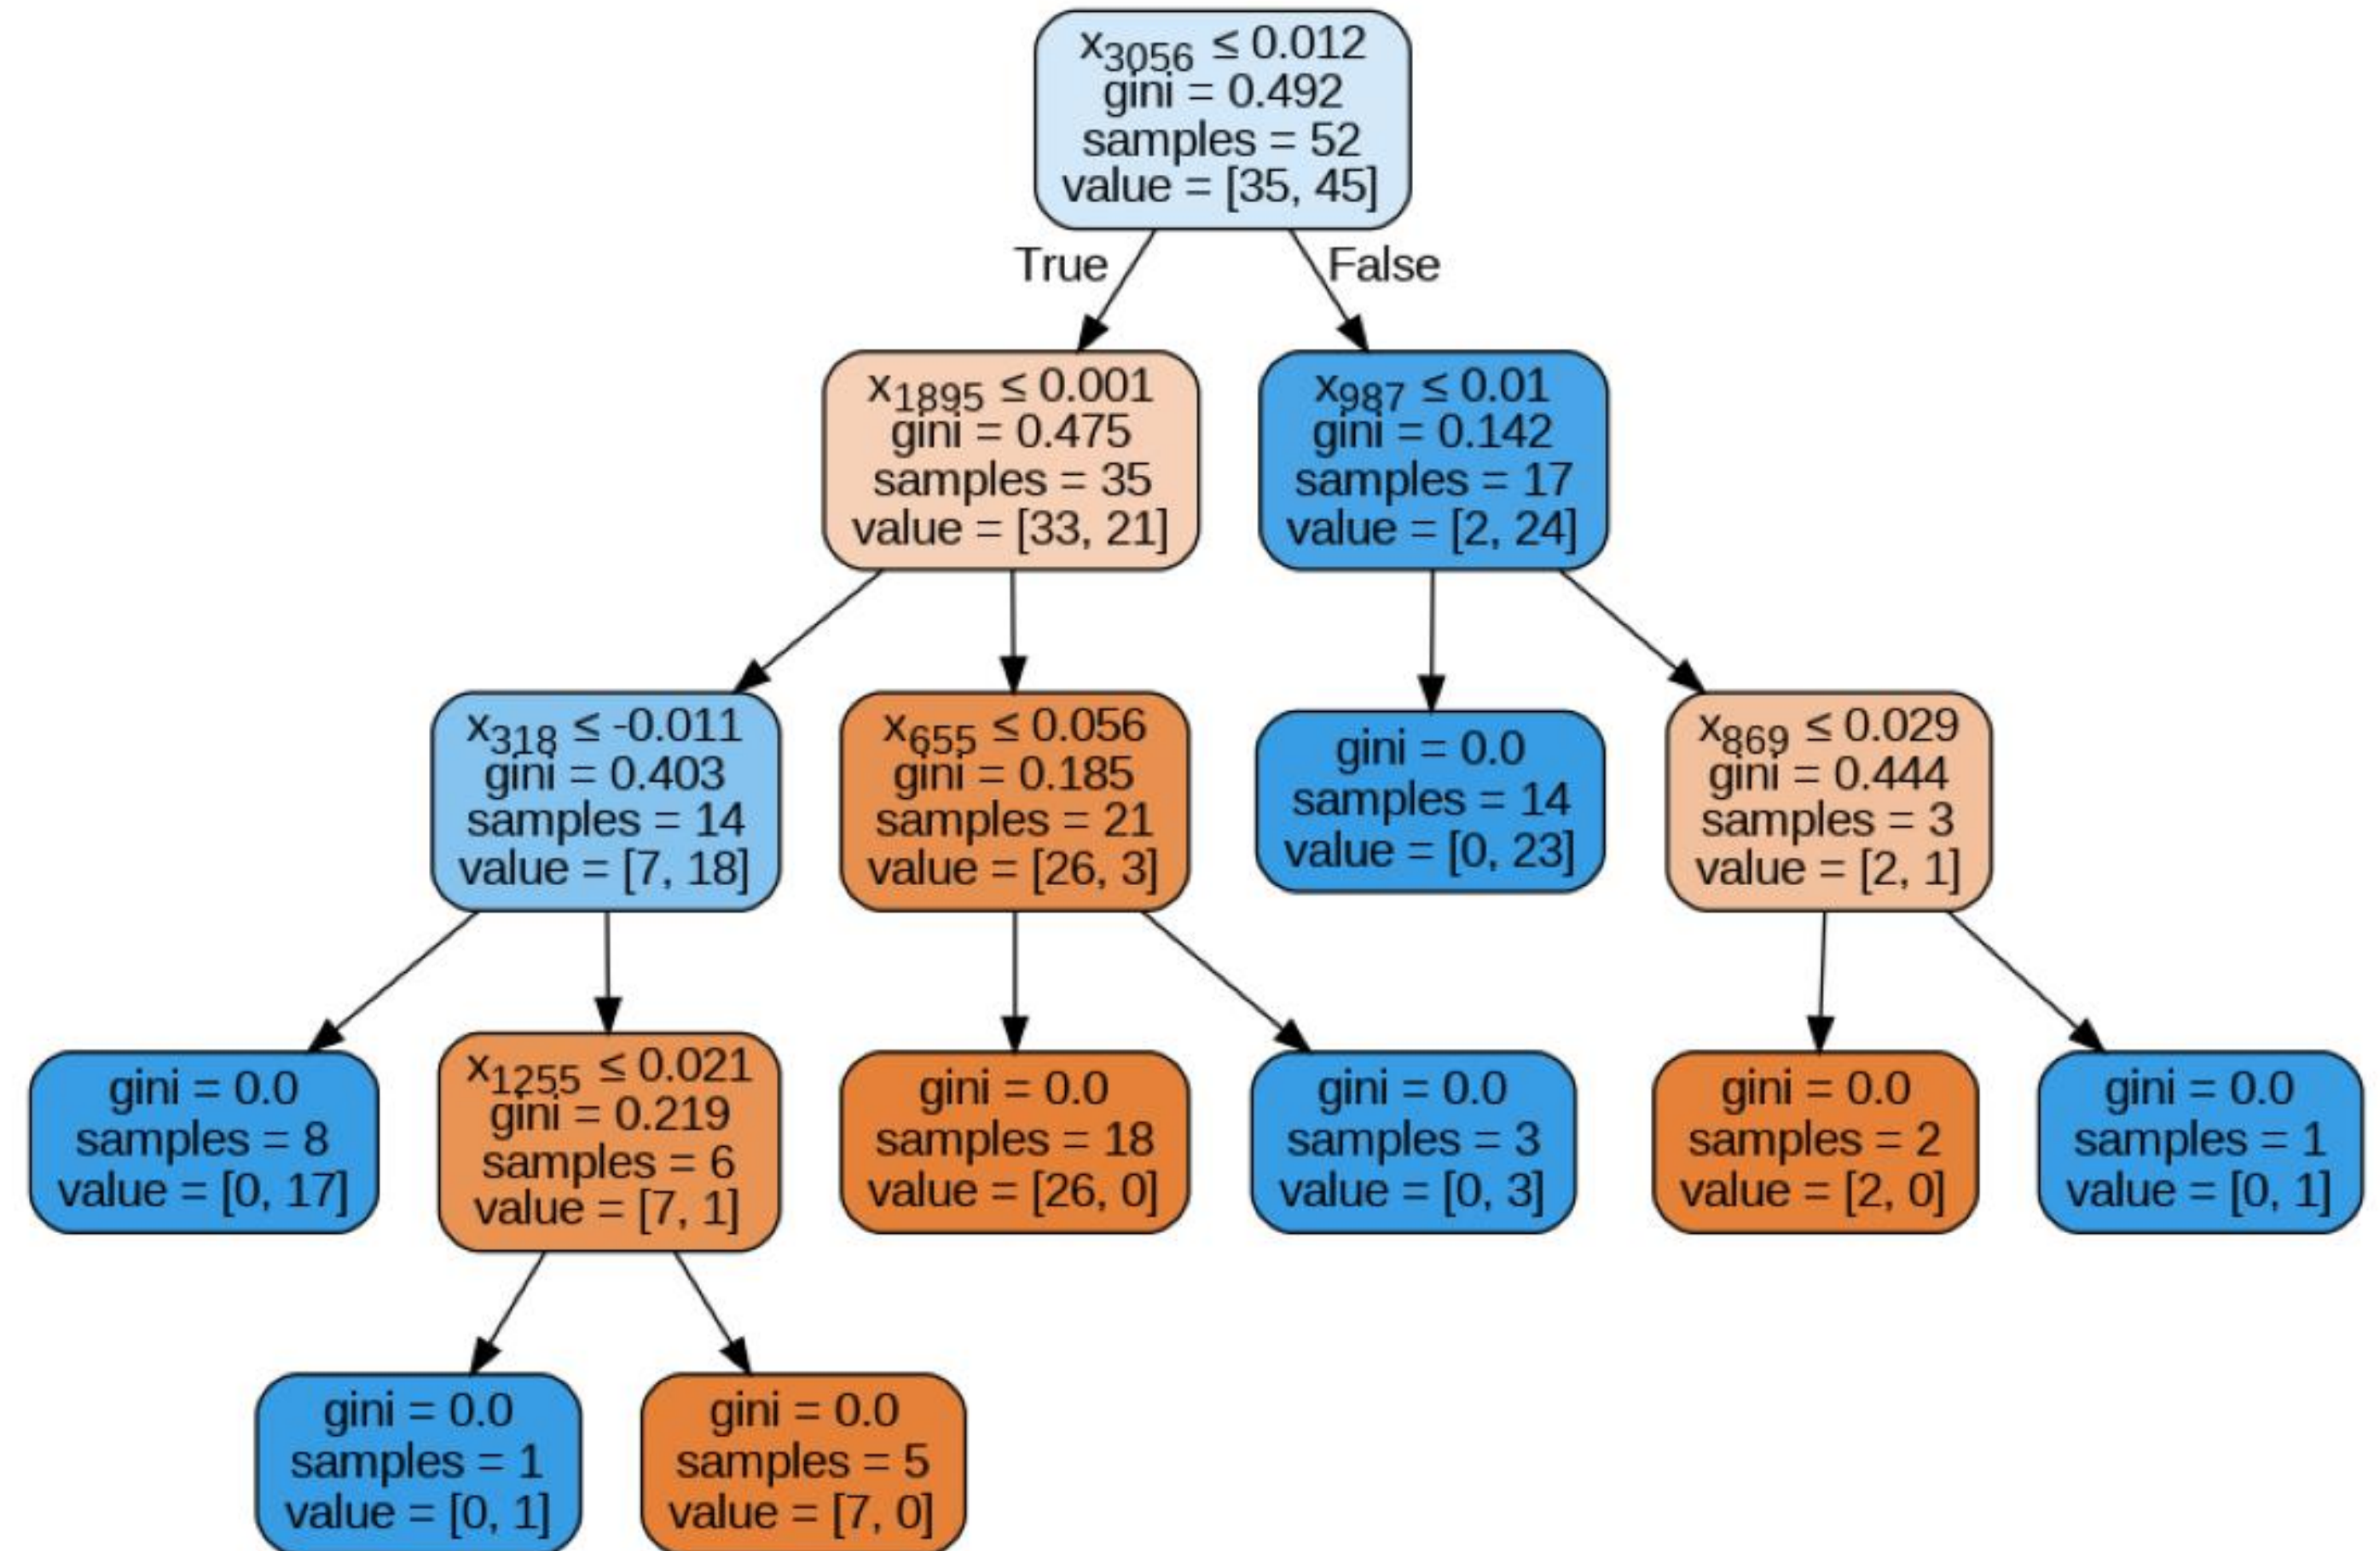 x3056 ≤ 0.012
gini = 0.492
samples = 52
value = [35, 45]
True
False
x1895 ≤ 0.001
gini = 0.475
samples = 35
value = [33, 21]
x987 ≤ 0.01
gini = 0.142
samples = 17
value = [2, 24]
x318 ≤ -0.011
gini = 0.403
samples = 14
value = [7, 18]
x655 ≤ 0.056
gini = 0.185
samples = 21
value = [26, 3]
gini = 0.0
samples = 14
value = [0, 23]
x869 ≤ 0.029
gini = 0.444
samples = 3
value = [2, 1]
gini = 0.0
samples = 8
value = [0, 17]
x1255 ≤ 0.021
gini = 0.219
samples = 6
value = [7, 1]
gini = 0.0
samples = 18
value = [26, 0]
gini = 0.0
samples = 3
value = [0, 3]
gini = 0.0
samples = 2
value = [2, 0]
gini = 0.0
samples = 1
value = [0, 1]
gini = 0.0
samples = 1
value = [0, 1]
gini = 0.0
samples = 5
value = [7, 0]